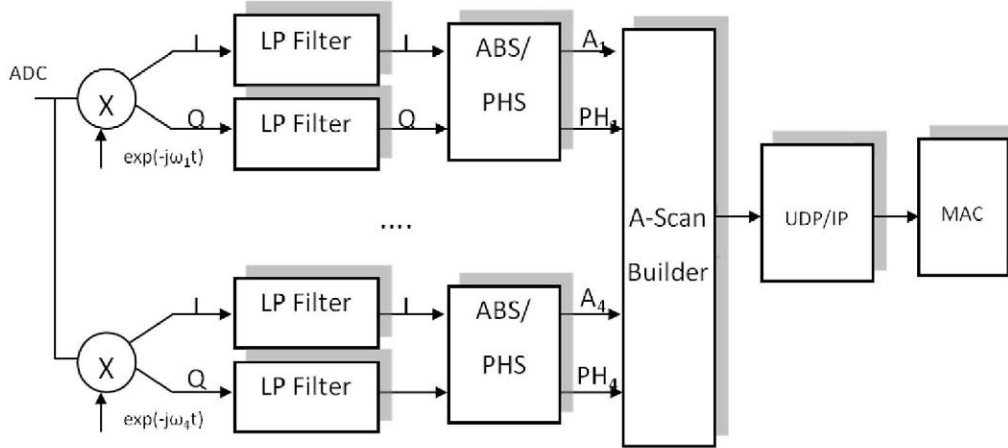 ADC
X
exp(-jω₁t)
I
Q
LP Filter
LP Filter
I
Q
ABS/
PHS
A₁
PH₁
....
X
exp(-jω₄t)
I
Q
LP Filter
LP Filter
I
ABS/
PHS
A₄
PH₄
A-Scan
Builder
UDP/IP
MAC